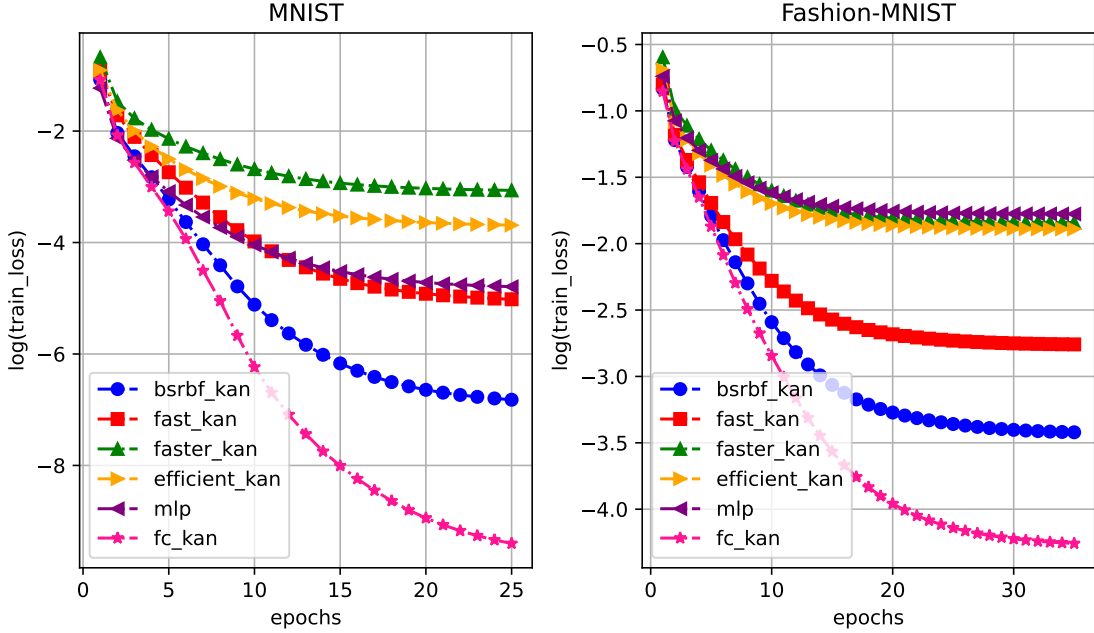 MNIST
log(train_loss)
−2
−4
−6
−8
bsrbf_kan
fast_kan
faster_kan
efficient_kan
mlp
fc_kan
0
5
10
15
20
25
epochs
Fashion-MNIST
log(train_loss)
−0.5
−1.0
−1.5
−2.0
−2.5
−3.0
−3.5
−4.0
bsrbf_kan
fast_kan
faster_kan
efficient_kan
mlp
fc_kan
0
10
20
30
epochs